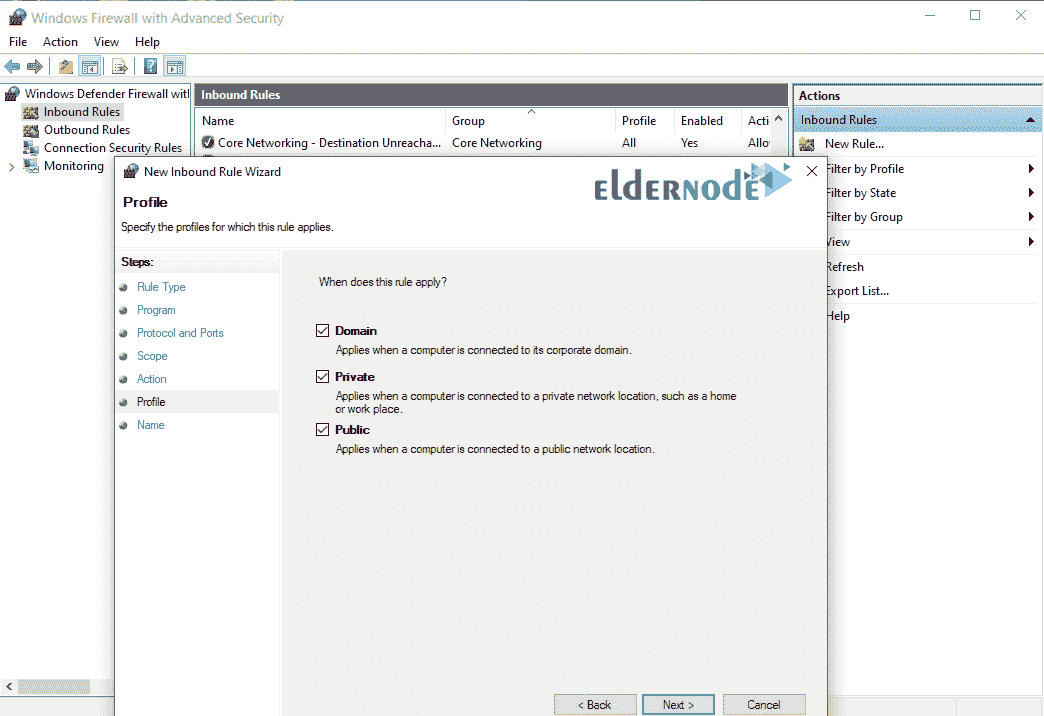 Windows Firewall with Advanced Security
File Action View Help
Windows Defender Firewall with
Inbound Rules
Outbound Rules
Connection Security Rules
Monitoring
Inbound Rules
Name Group Profile Enabled Acti
Core Networking - Destination Unreacha... Core Networking All Yes Allo
Actions
Inbound Rules
New Rule...
Filter by Profile
Filter by State
Filter by Group
View
Refresh
Export List...
Help
New Inbound Rule Wizard
eldernode
Profile
Specify the profiles for which this rule applies.
Steps:
Rule Type
Program
Protocol and Ports
Scope
Action
Profile
Name
When does this rule apply?
Domain
Applies when a computer is connected to its corporate domain.
Private
Applies when a computer is connected to a private network location, such as a home
or work place.
Public
Applies when a computer is connected to a public network location.
< Back Next > Cancel